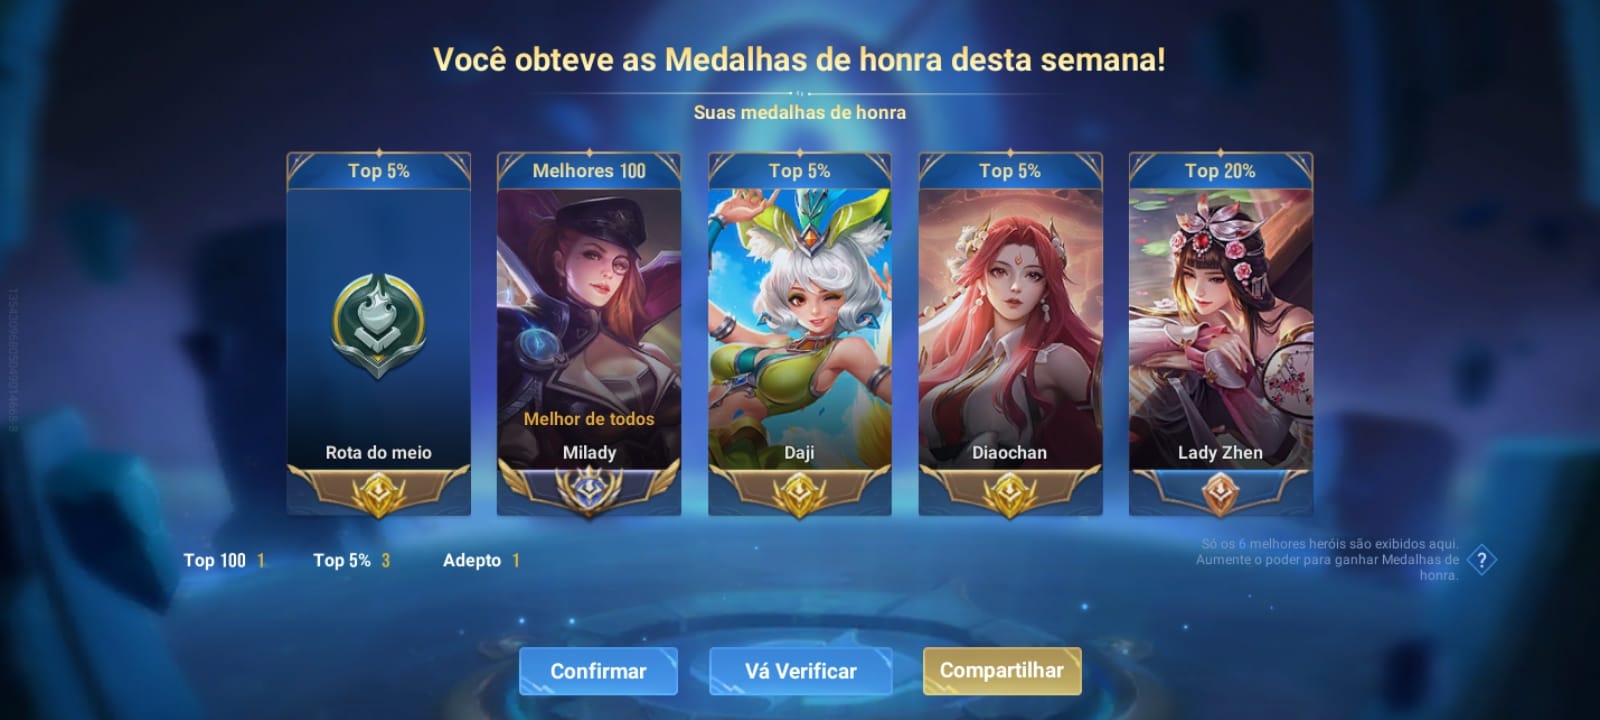 Você obteve as Medalhas de honra desta semana!
Suas medalhas de honra
Top 5%
Melhores 100
Top 5%
Top 5%
Top 20%
Melhor de todos
Rota do meio
Milady
Daji
Diaochan
Lady Zhen
Top 100 1
Top 5% 3
Adepto 1
Só os 6 melhores heróis são exibidos aqui.
Aumente o poder para ganhar Medalhas de
honra.
?
Confirmar
Vá Verificar
Compartilhar